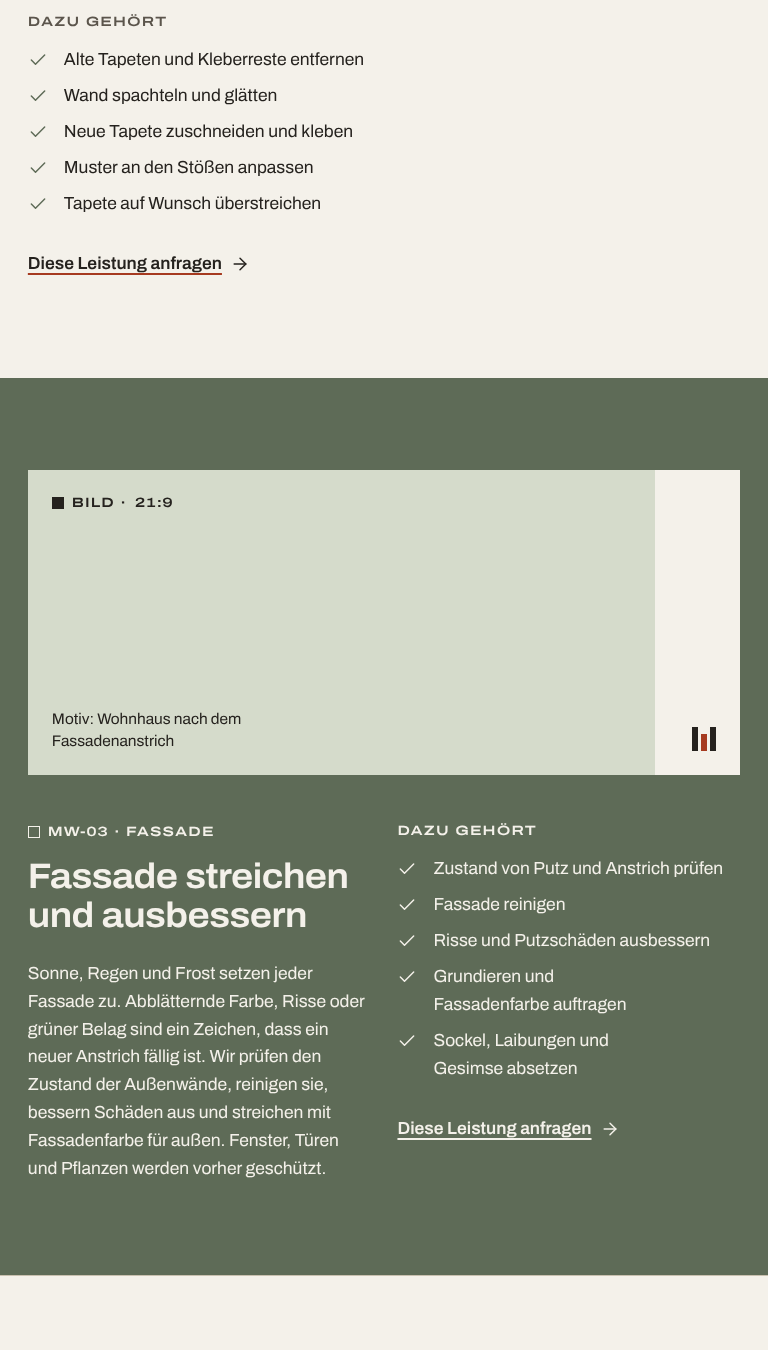 DAZU GEHÖRT
Alte Tapeten und Kleberreste entfernen
Wand spachteln und glätten
Neue Tapete zuschneiden und kleben
Muster an den Stößen anpassen
Tapete auf Wunsch überstreichen
Diese Leistung anfragen
BILD · 21:9
Motiv: Wohnhaus nach dem
Fassadenanstrich
MW-03 · FASSADE
Fassade streichen
und ausbessern
Sonne, Regen und Frost setzen jeder
Fassade zu. Abblätternde Farbe, Risse oder
grüner Belag sind ein Zeichen, dass ein
neuer Anstrich fällig ist. Wir prüfen den
Zustand der Außenwände, reinigen sie,
bessern Schäden aus und streichen mit
Fassadenfarbe für außen. Fenster, Türen
und Pflanzen werden vorher geschützt.
DAZU GEHÖRT
Zustand von Putz und Anstrich prüfen
Fassade reinigen
Risse und Putzschäden ausbessern
Grundieren und
Fassadenfarbe auftragen
Sockel, Laibungen und
Gesimse absetzen
Diese Leistung anfragen